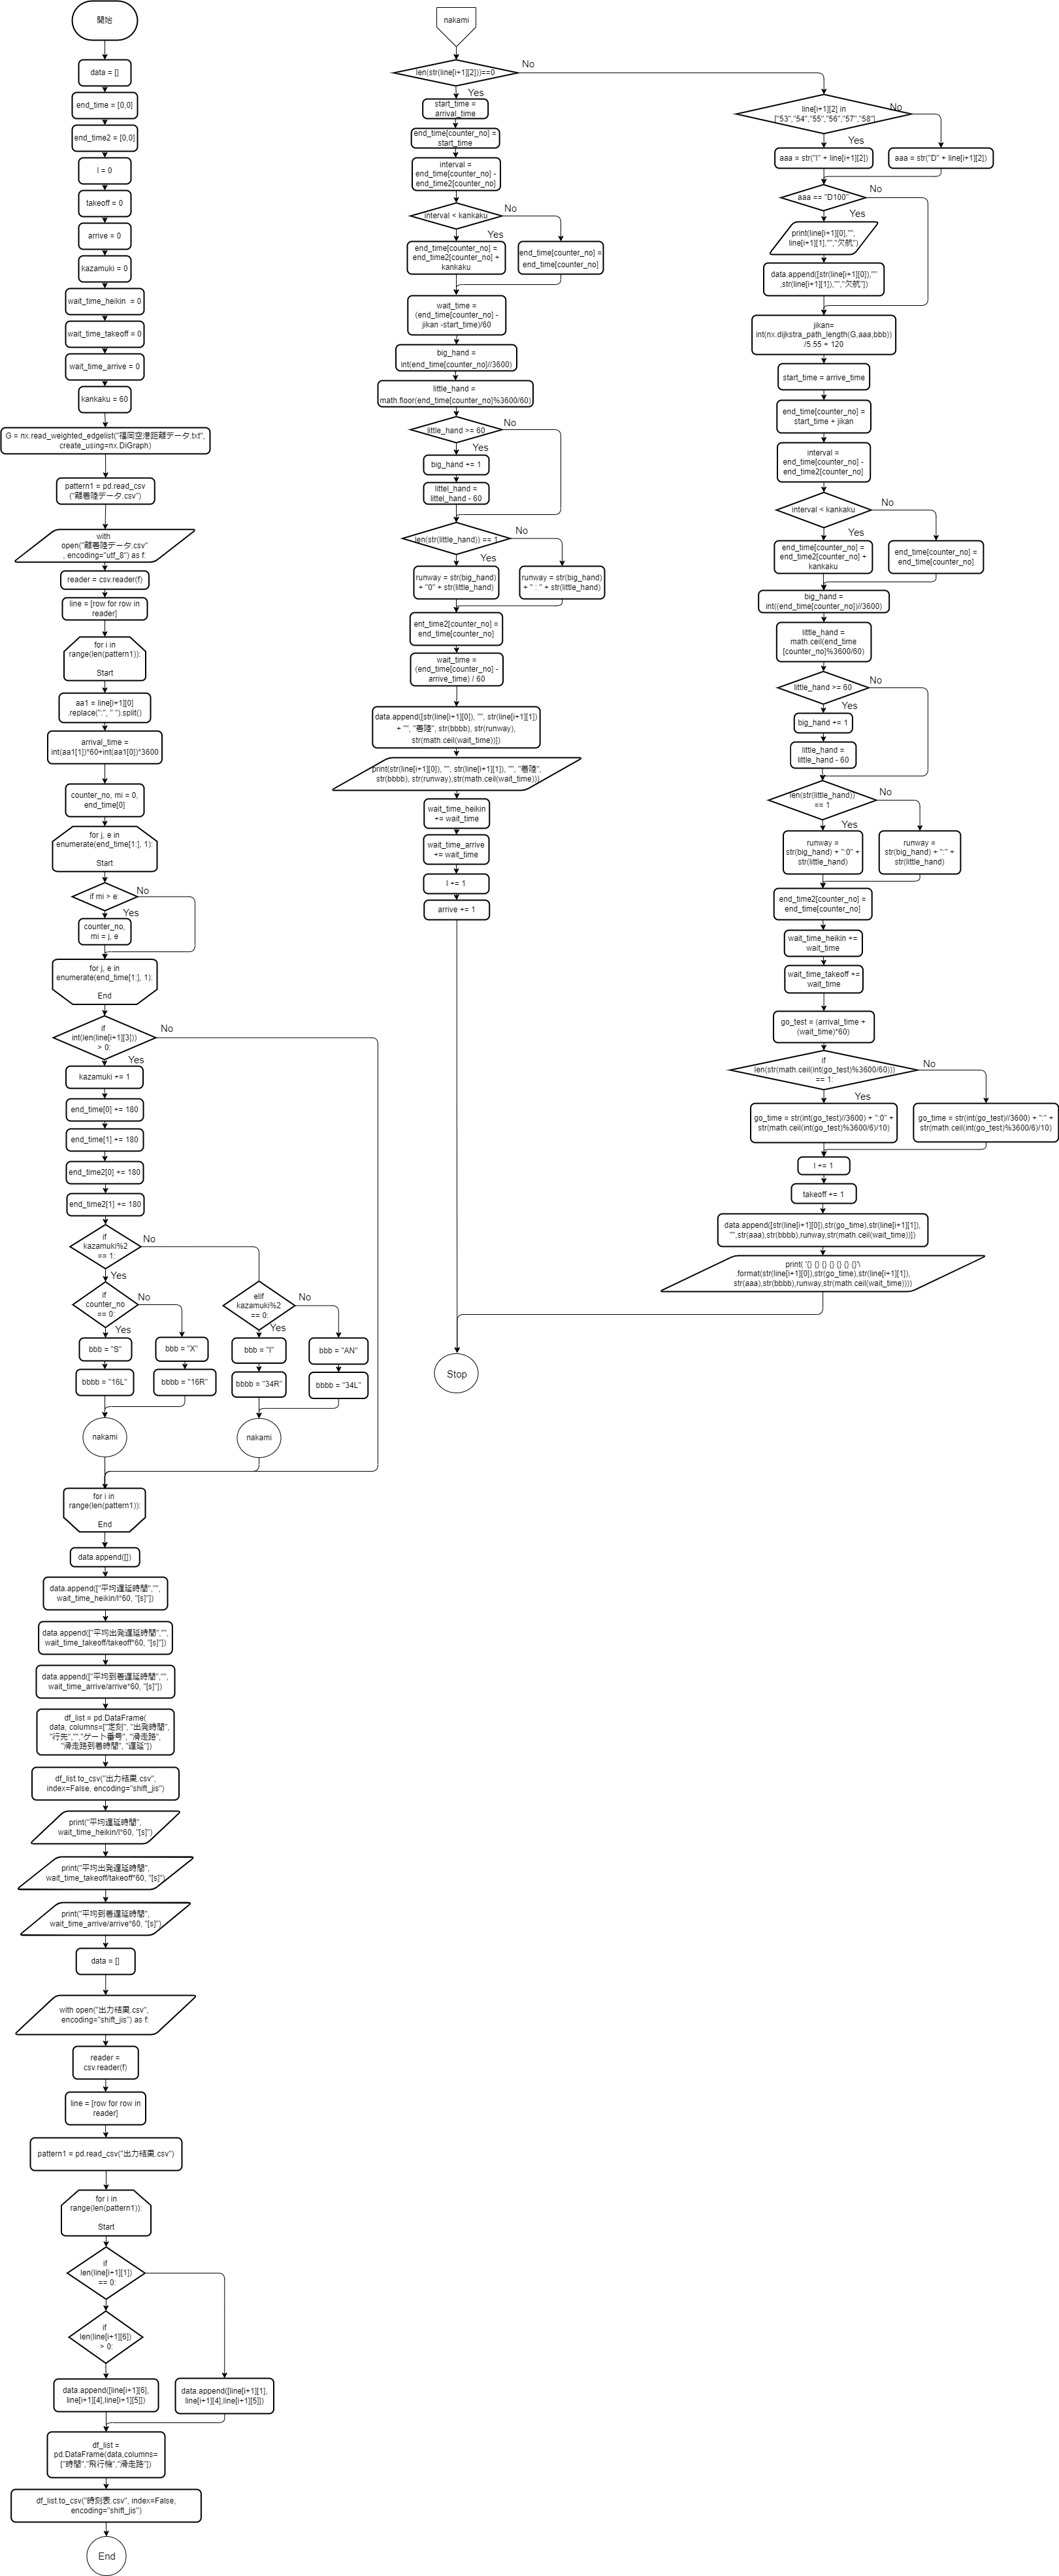 開始
data = []
end_time = [0,0]
end_time2 = [0,0]
l = 0
takeoff = 0
arrive = 0
kazamuki = 0
wait_time_heikin  = 0
wait_time_takeoff = 0
wait_time_arrive = 0
kankaku = 60
G = nx.read_weighted_edgelist("福岡空港距離データ.txt",
create_using=nx.DiGraph)
pattern1 = pd.read_csv
("離着陸データ.csv")
with
open("離着陸データ.csv"
, encoding="utf_8") as f:
reader = csv.reader(f)
line = [row for row in
reader]
for i in
range(len(pattern1)):
Start
aa1 = line[i+1][0]
.replace(":", " ").split()
arrival_time =
int(aa1[1])*60+int(aa1[0])*3600
counter_no, mi = 0,
end_time[0]
for j, e in
enumerate(end_time[1:], 1):
Start
if mi > e:
No
Yes
counter_no,
mi = j, e
for j, e in
enumerate(end_time[1:], 1):
End
if
int(len(line[i+1][3]))
> 0:
No
Yes
kazamuki += 1
end_time[0] += 180
end_time[1] += 180
end_time2[0] += 180
end_time2[1] += 180
if
kazamuki%2
== 1:
No
Yes
if
counter_no
== 0:
No
Yes
bbb = "S"
bbb = "X"
bbbb = "16L"
bbbb = "16R"
nakami
elif
kazamuki%2
== 0:
No
Yes
bbb = "I"
bbb = "AN"
bbbb = "34R"
bbbb = "34L"
nakami
for i in
range(len(pattern1)):
End
data.append([])
data.append(["平均遅延時間","",
wait_time_heikin/l*60, "[s]"])
data.append(["平均出発遅延時間","",
wait_time_takeoff/takeoff*60, "[s]"])
data.append(["平均到着遅延時間","",
wait_time_arrive/arrive*60, "[s]"])
df_list = pd.DataFrame(
data, columns=["定刻", "出発時間",
"行先","","ゲート番号", "滑走路",
"滑走路到着時間", "遅延"])
df_list.to_csv("出力結果.csv",
index=False, encoding="shift_jis")
print("平均遅延時間",
wait_time_heikin/l*60, "[s]")
print("平均出発遅延時間",
wait_time_takeoff/takeoff*60, "[s]")
print("平均到着遅延時間",
wait_time_arrive/arrive*60, "[s]")
data = []
with open("出力結果.csv",
encoding="shift_jis") as f:
reader =
csv.reader(f)
line = [row for row in
reader]
pattern1 = pd.read_csv("出力結果.csv")
for i in
range(len(pattern1)):
Start
if
len(line[i+1][1])
== 0:
if
len(line[i+1][6])
> 0:
data.append([line[i+1][6],
line[i+1][4],line[i+1][5]])
data.append([line[i+1][1],
line[i+1][4],line[i+1][5]])
df_list =
pd.DataFrame(data,columns=
["時間","飛行機","滑走路"])
df_list.to_csv("時刻表.csv", index=False,
encoding="shift_jis")
End
nakami
len(str(line[i+1][2]))==0
No
Yes
start_time =
arrival_time
end_time[counter_no] =
start_time
interval =
end_time[counter_no] -
end_time2[counter_no]
interval < kankaku
No
Yes
end_time[counter_no] =
end_time2[counter_no] +
kankaku
end_time[counter_no] =
end_time[counter_no]
wait_time =
(end_time[counter_no] -
jikan -start_time)/60
big_hand =
int(end_time[counter_no]//3600)
little_hand =
math.floor(end_time[counter_no]%3600/60)
little_hand >= 60
No
Yes
big_hand += 1
littel_hand =
littel_hand - 60
len(str(little_hand)) == 1
No
Yes
runway = str(big_hand)
+ "0" + str(little_hand)
runway = str(big_hand)
+ " : " + str(little_hand)
ent_time2[counter_no] =
end_time[counter_no]
wait_time =
(end_time[counter_no] -
arrive_time) / 60
data.append([str(line[i+1][0]), "", str(line[i+1][1])
+ "", "着陸", str(bbbb), str(runway),
str(math.ceil(wait_time))])
print(str(line[i+1][0]), "", str(line[i+1][1]), "", "着陸",
str(bbbb), str(runway),str(math.ceil(wait_time)))
wait_time_heikin
+= wait_time
wait_time_arrive
+= wait_time
l += 1
arrive += 1
Stop
line[i+1][2] in
["53","54","55","56","57","58"]
No
Yes
aaa = str("I" + line[i+1][2])
aaa = str("D" + line[i+1][2])
aaa == "D100"
No
Yes
print(line[i+1][0],"",
line[i+1][1],"","欠航")
data.append([str(line[i+1][0]),""
,str(line[i+1][1]),"","欠航"])
jikan=
int(nx.dijkstra_path_length(G,aaa,bbb))
/5.55 + 120
start_time = arrive_time
end_time[counter_no] =
start_time + jikan
interval =
end_time[counter_no] -
end_time2[counter_no]
interval < kankaku
No
Yes
end_time[counter_no] =
end_time2[counter_no] +
kankaku
end_time[counter_no] =
end_time[counter_no]
big_hand =
int((end_time[counter_no])//3600)
little_hand =
math.ceil(end_time
[counter_no]%3600/60)
little_hand >= 60
No
Yes
big_hand += 1
little_hand =
little_hand - 60
len(str(little_hand))
== 1
No
Yes
runway =
str(big_hand) + ":0" +
str(little_hand)
runway =
str(big_hand) + ":" +
str(little_hand)
end_time2[counter_no] =
end_time[counter_no]
wait_time_heikin +=
wait_time
wait_time_takeoff +=
wait_time
go_test = (arrival_time +
(wait_time)*60)
if
len(str(math.ceil(int(go_test)%3600/60)))
== 1:
No
Yes
go_time = str(int(go_test)//3600) + ":0" +
str(math.ceil(int(go_test)%3600/6)/10)
go_time = str(int(go_test)//3600) + ":" +
str(math.ceil(int(go_test)%3600/6)/10)
l += 1
takeoff += 1
data.append([str(line[i+1][0]),str(go_time),str(line[i+1][1]),
"",str(aaa),str(bbbb),runway,str(math.ceil(wait_time))])
print( '{} {} {} {} {} {} {}'\
.format(str(line[i+1][0]),str(go_time),str(line[i+1][1]),
str(aaa),str(bbbb),runway,str(math.ceil(wait_time))))